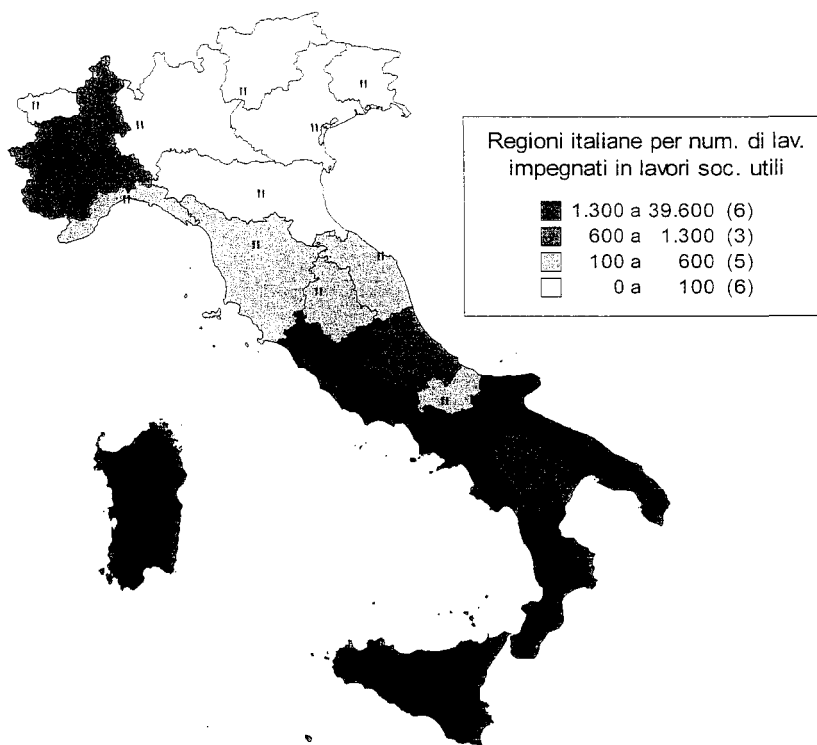 Regioni italiane per num. di lav.
impegnati in lavori soc. utili
1.300 a 39.600 (6)
600 a 1.300 (3)
100 a 600 (5)
0 a 100 (6)